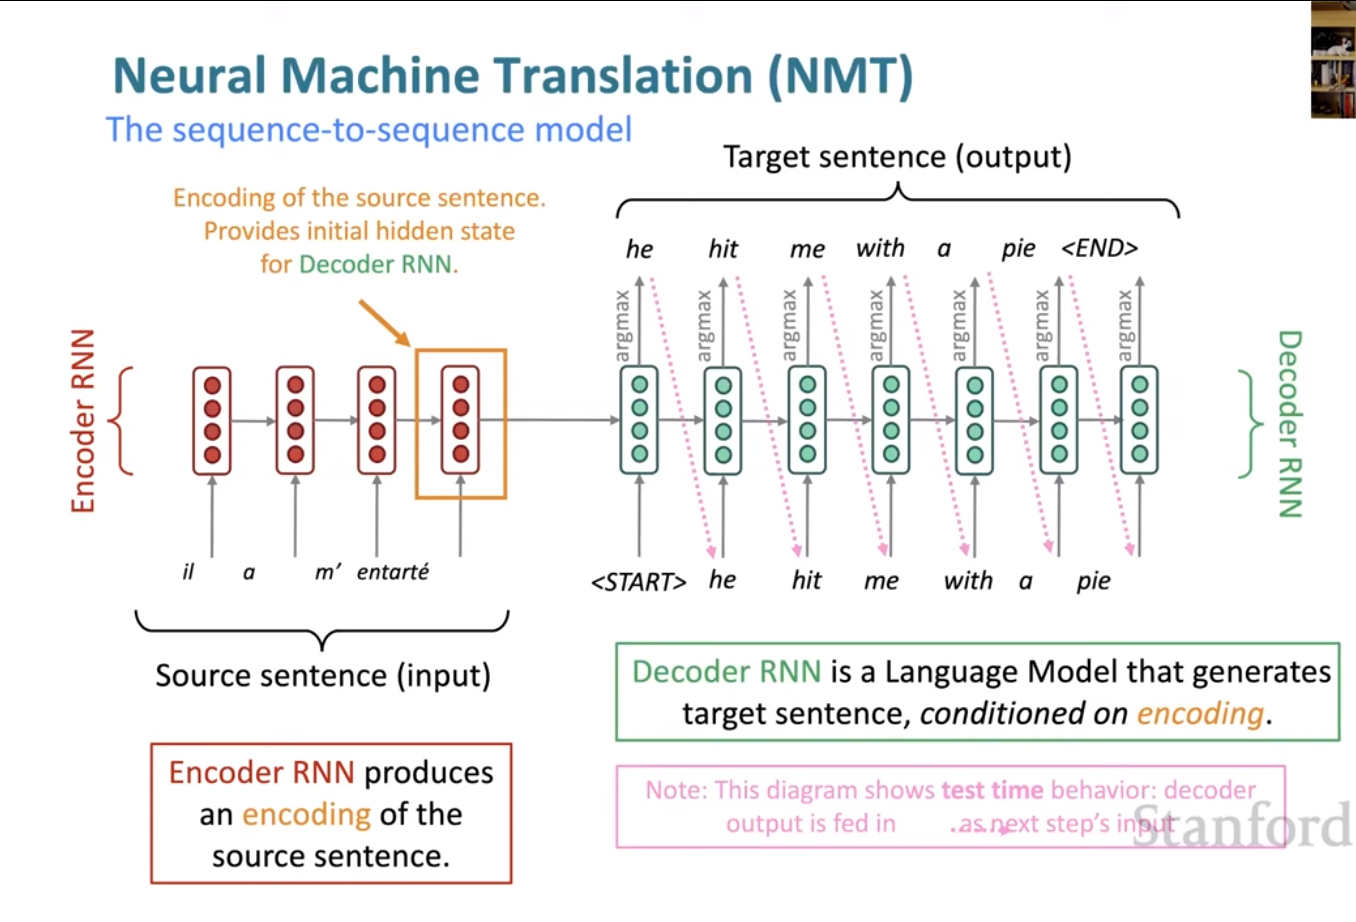 Neural Machine Translation (NMT)
The sequence-to-sequence model
Target sentence (output)
Encoding of the source sentence.
Provides initial hidden state
for Decoder RNN.
he hit me with a pie <END>
argmax argmax argmax argmax argmax argmax argmax
Encoder RNN
Decoder RNN
il a m’ entarté
<START> he hit me with a pie
Source sentence (input)
Decoder RNN is a Language Model that generates
target sentence, conditioned on encoding.
Encoder RNN produces
an encoding of the
source sentence.
Note: This diagram shows test time behavior: decoder
output is fed in as next step’s input
Stanford